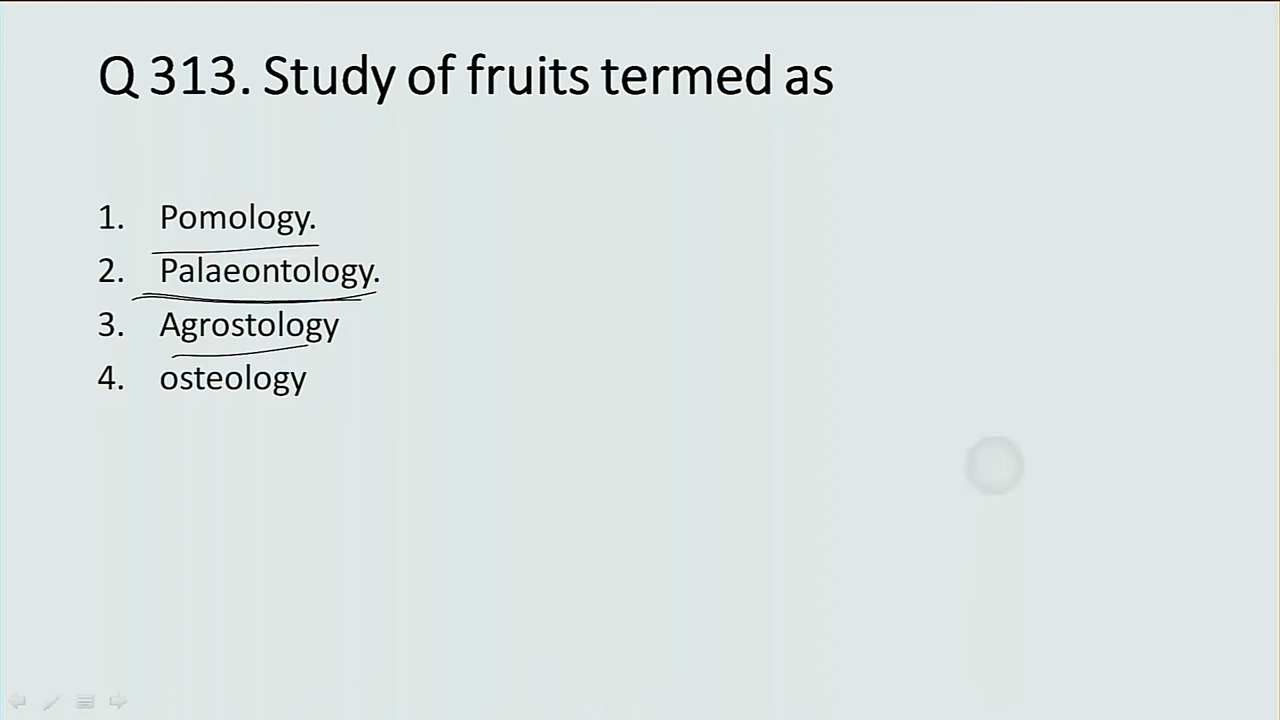 Q 313. Study of fruits termed as
1. Pomology.
2. Palaeontology.
3. Agrostology
4. osteology